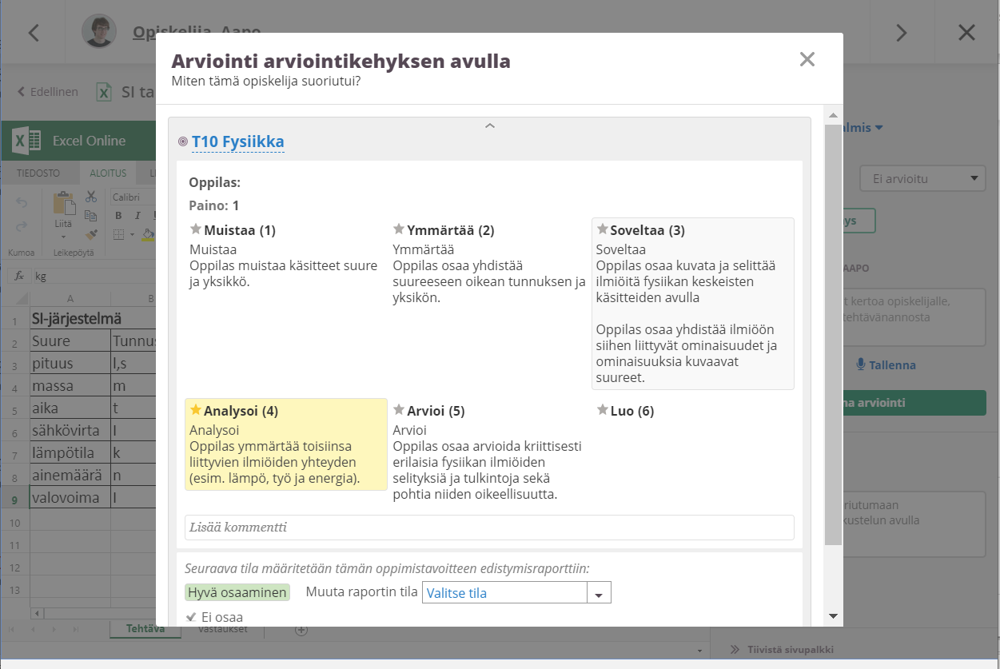 Opiskelija, Aapo
Arviointi arviointikehyksen avulla
Miten tämä opiskelija suoriutui?
Edellinen
SI ta
Excel Online
TIEDOSTO
ALOITUS
Liitä
Calibri
B I
Kumoa
Leikepöytä
fx kg
A B
1 SI-järjestelmä
2 Suure Tunnus
3 pituus l,s
4 massa m
5 aika t
6 sähkövirta I
7 lämpötila k
8 ainemäärä n
9 valovoima I
10
11
12
13
Tehtävä
Vastaukset
T10 Fysiikka
Oppilas:
Paino: 1
Muistaa (1)
Muistaa
Oppilas muistaa käsitteet suure
ja yksikkö.
Ymmärtää (2)
Ymmärtää
Oppilas osaa yhdistää
suureeseen oikean tunnuksen ja
yksikön.
Soveltaa (3)
Soveltaa
Oppilas osaa kuvata ja selittää
ilmiöitä fysiikan keskeisten
käsitteiden avulla
Oppilas osaa yhdistää ilmiöön
siihen liittyvät ominaisuudet ja
ominaisuuksia kuvaavat
suureet.
Analysoi (4)
Analysoi
Oppilas ymmärtää toisiinsa
liittyvien ilmiöiden yhteyden
(esim. lämpö, työ ja energia).
Arvioi (5)
Arvioi
Oppilas osaa arvioida kriittisesti
erilaisia fysiikan ilmiöiden
selityksiä ja tulkintoja sekä
pohtia niiden oikeellisuutta.
Luo (6)
Lisää kommentti
Seuraava tila määritetään tämän oppimistavoitteen edistymisraporttiin:
Hyvä osaaminen Muuta raportin tila Valitse tila
Ei osaa
almis
Ei arvioitu
ys
AAPO
t kertoa opiskelijalle,
tehtävänannosta
Tallenna
na arviointi
riutumaan
kustelun avulla
Tiivistä sivupalkki